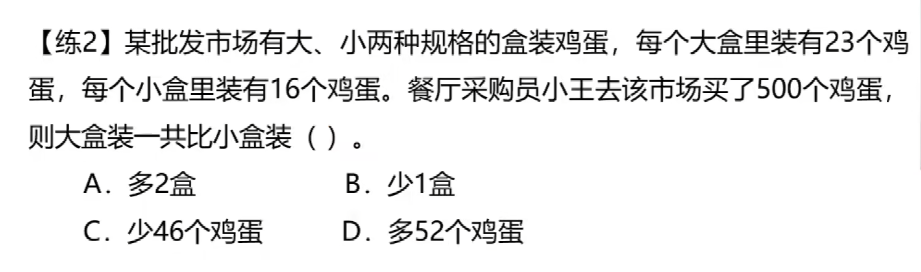 【练2】某批发市场有大、小两种规格的盒装鸡蛋，每个大盒里装有23个鸡
蛋，每个小盒里装有16个鸡蛋。餐厅采购员小王去该市场买了500个鸡蛋，
则大盒装一共比小盒装（ ）。
A．多2盒 B．少1盒
C．少46个鸡蛋 D．多52个鸡蛋